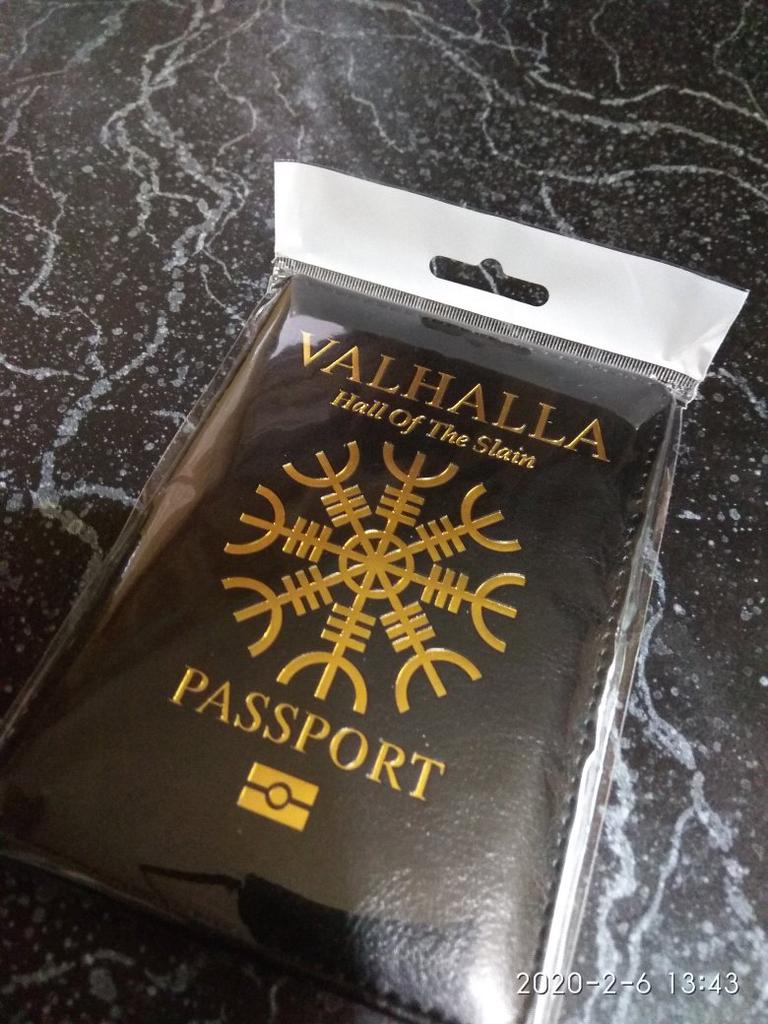 VALHALLA
Hall Of The Slain
PASSPORT
2020-2-6 13:43